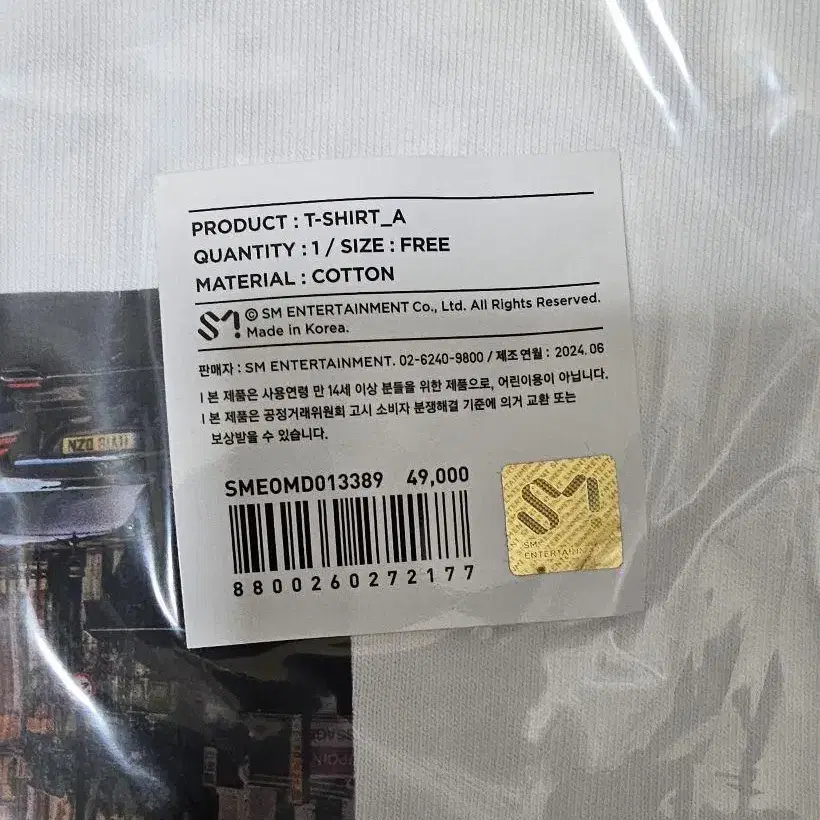 PRODUCT : T-SHIRT_A
QUANTITY : 1 / SIZE : FREE
MATERIAL : COTTON
SM! © SM ENTERTAINMENT Co., Ltd. All Rights Reserved.
Made in Korea.
판매자 : SM ENTERTAINMENT. 02-6240-9800 / 제조연월 : 2024.06
| 본 제품은 사용연령 만 14세 이상 분들을 위한 제품으로, 어린이용이 아닙니다.
| 본 제품은 공정거래위원회 고시 소비자 분쟁해결 기준에 의거 교환 또는
보상받을 수 있습니다.
SMEOMD013389 49,000
8800260272177
SM
SM
ENTERTAINMENT